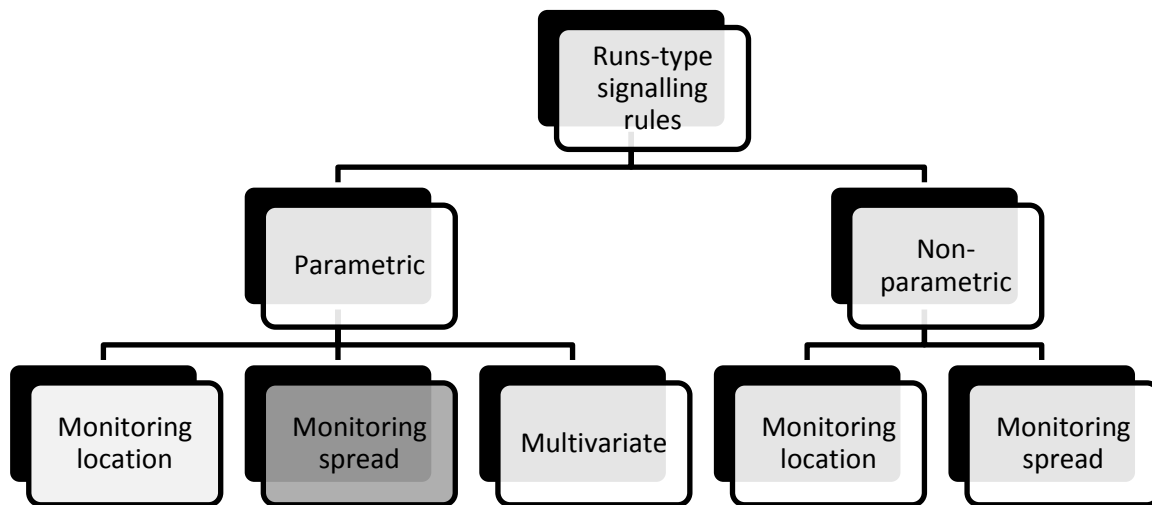 Runs-type
signalling
rules
Parametric
Non-
parametric
Monitoring
location
Monitoring
spread
Multivariate
Monitoring
location
Monitoring
spread